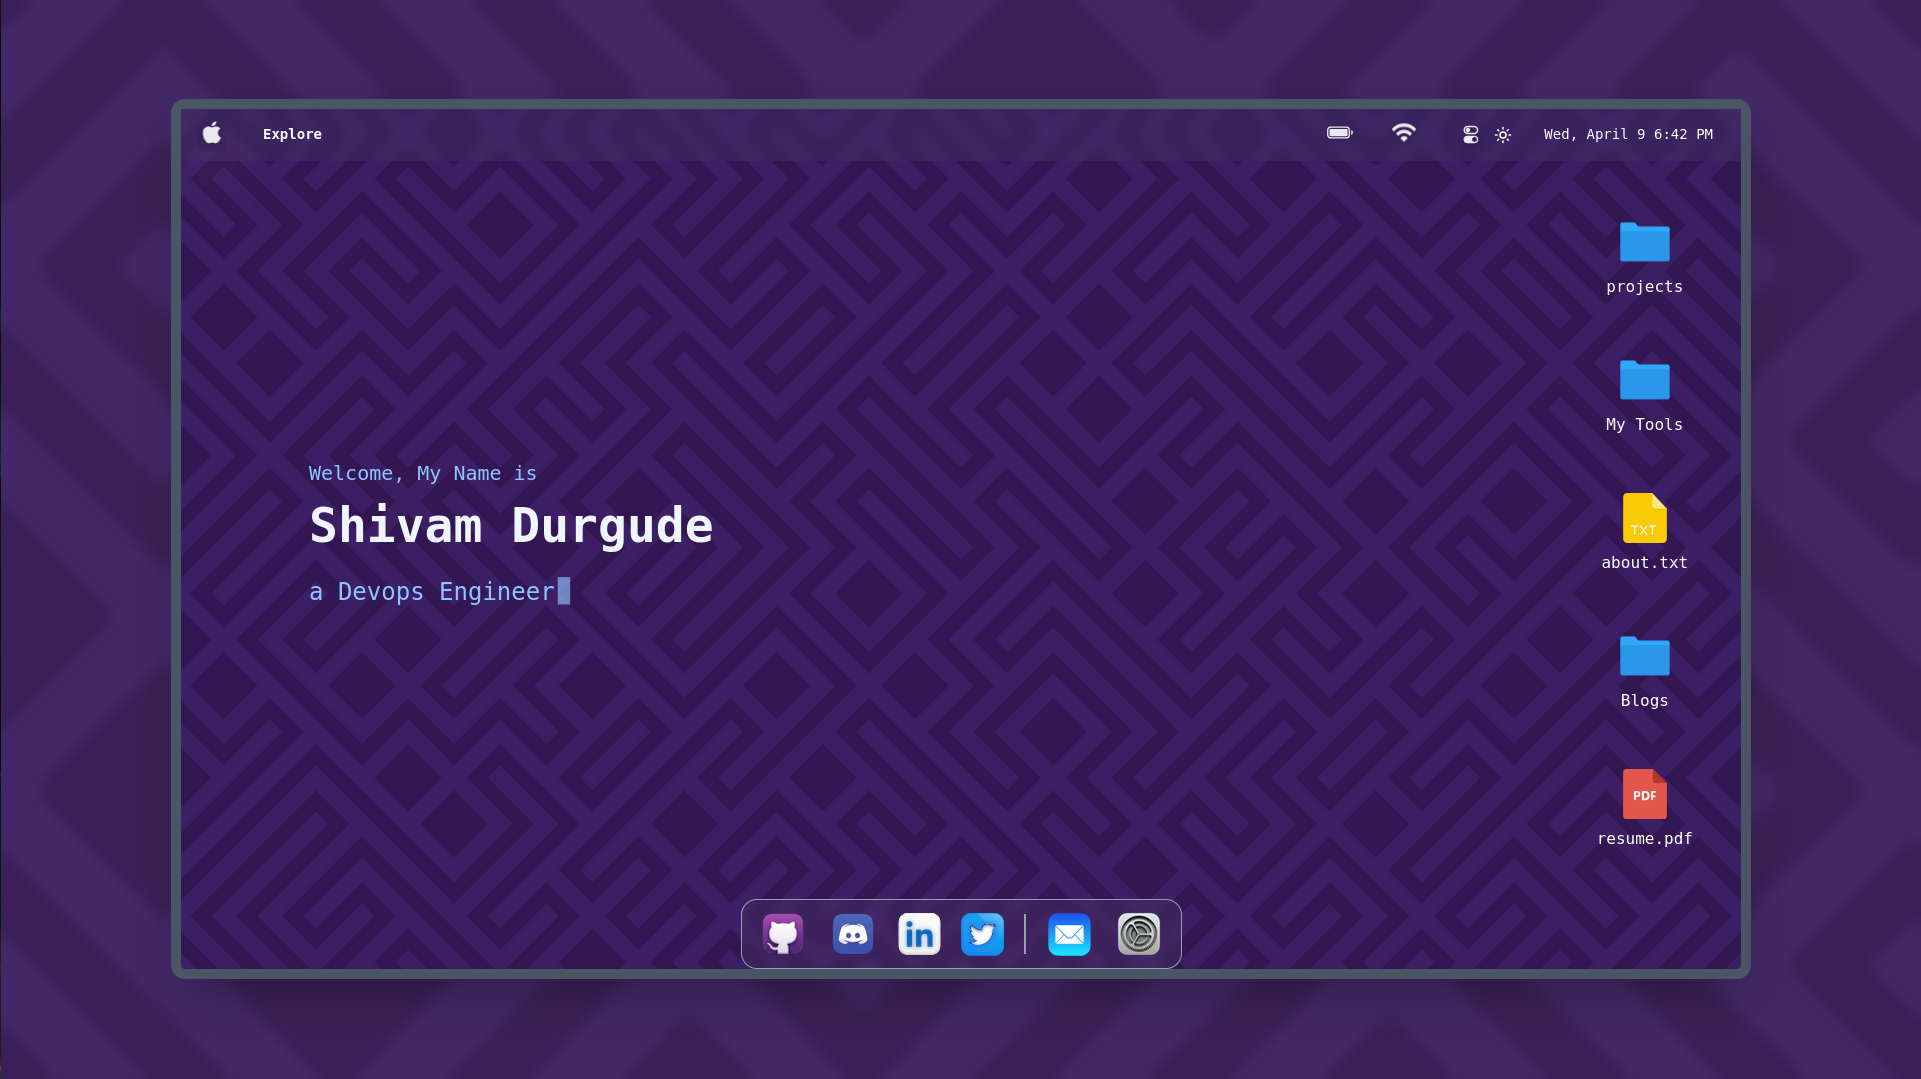 Explore
Wed, April 9 6:42 PM
projects
My Tools
Welcome, My Name is
Shivam Durgude
a Devops Engineer
TXT
about.txt
Blogs
PDF
resume.pdf
in